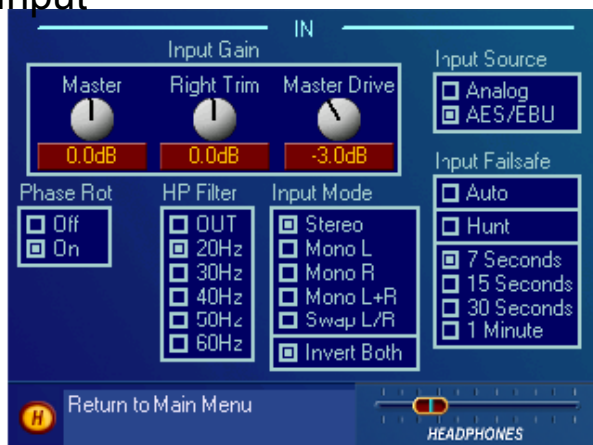 Input
IN
Input Gain
Master
Right Trim
Master Drive
0.0dB
0.0dB
-3.0dB
Input Source
Analog
AES/EBU
Input Failsafe
Auto
Hunt
7 Seconds
15 Seconds
30 Seconds
1 Minute
Phase Rot
Off
On
HP Filter
OUT
20Hz
30Hz
40Hz
50Hz
60Hz
Input Mode
Stereo
Mono L
Mono R
Mono L+R
Swap L/R
Invert Both
H
Return to Main Menu
HEADPHONES